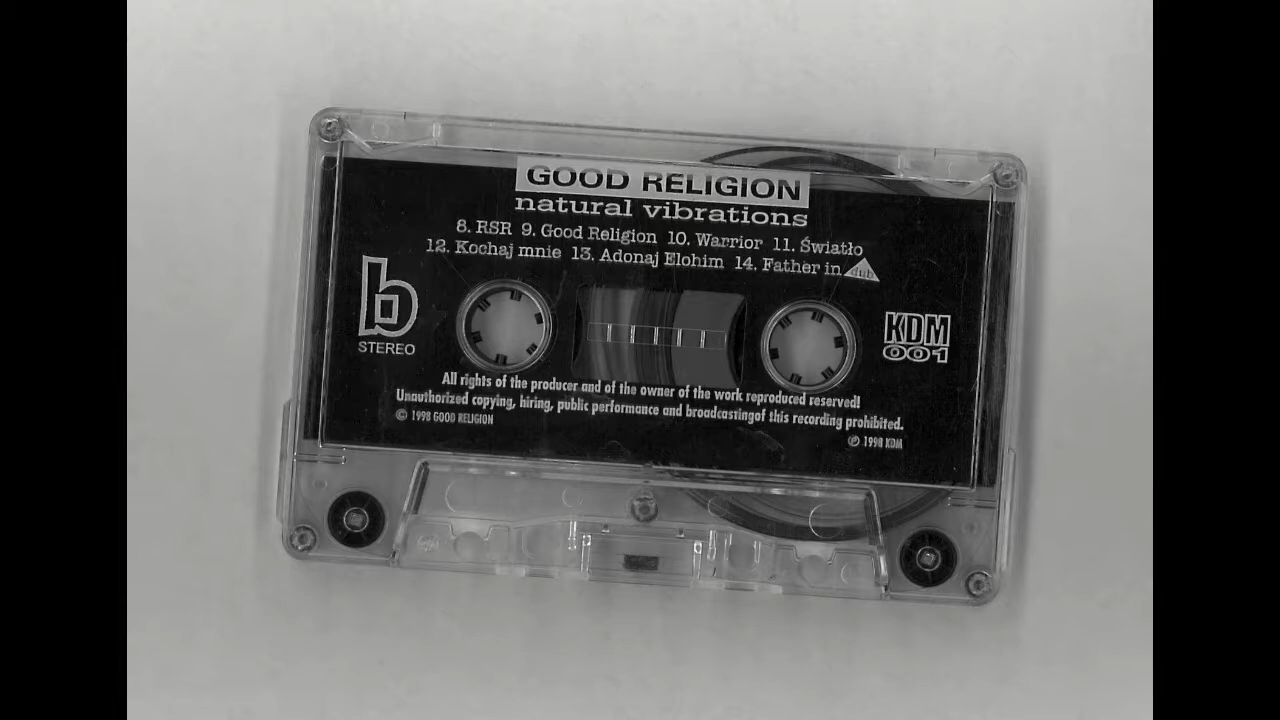 GOOD RELIGION
natural vibrations
8. RSR 9. Good Religion 10. Warrior 11. Światło
12. Kochaj mnie 13. Adonaj Elohim 14. Father in dub
b
STEREO
KDM
001
All rights of the producer and of the owner of the work reproduced reserved!
Unauthorized copying, hiring, public performance and broadcastingof this recording prohibited.
© 1998 GOOD RELIGION
℗ 1998 KDM